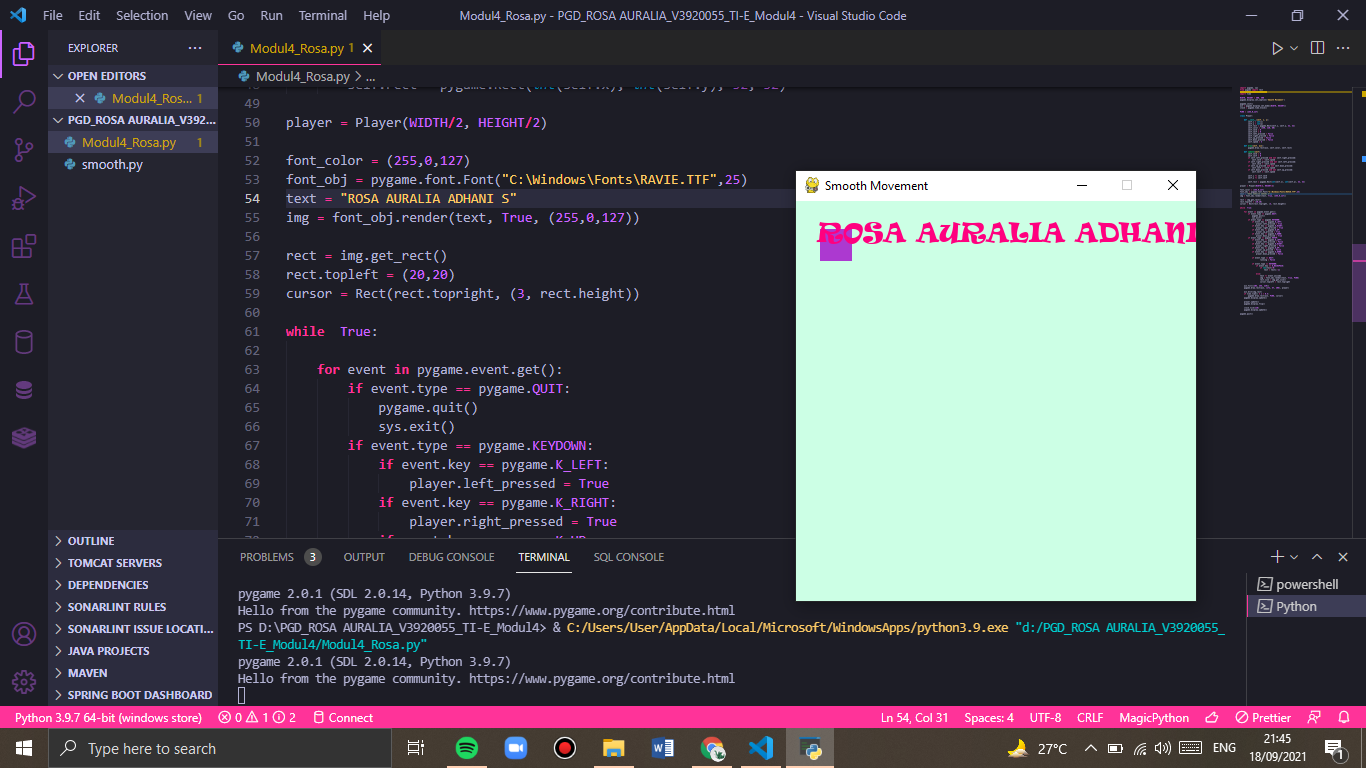 File Edit Selection View Go Run Terminal Help
Modul4_Rosa.py - PGD_ROSA AURALIA_V3920055_TI-E_Modul4 - Visual Studio Code
EXPLORER
OPEN EDITORS
Modul4_Ros... 1
PGD_ROSA AURALIA_V392...
Modul4_Rosa.py 1
smooth.py
OUTLINE
TOMCAT SERVERS
DEPENDENCIES
SONARLINT RULES
SONARLINT ISSUE LOCATI...
JAVA PROJECTS
MAVEN
SPRING BOOT DASHBOARD
Modul4_Rosa.py 1
Modul4_Rosa.py > ...
49
50 player = Player(WIDTH/2, HEIGHT/2)
51
52 font_color = (255,0,127)
53 font_obj = pygame.font.Font("C:\Windows\Fonts\RAVIE.TTF",25)
54 text = "ROSA AURALIA ADHANI S"
55 img = font_obj.render(text, True, (255,0,127))
56
57 rect = img.get_rect()
58 rect.topleft = (20,20)
59 cursor = Rect(rect.topright, (3, rect.height))
60
61 while  True:
62
63     for event in pygame.event.get():
64         if event.type == pygame.QUIT:
65             pygame.quit()
66             sys.exit()
67         if event.type == pygame.KEYDOWN:
68             if event.key == pygame.K_LEFT:
69                 player.left_pressed = True
70             if event.key == pygame.K_RIGHT:
71                 player.right_pressed = True
Smooth Movement
ROSA AURALIA ADHANI
PROBLEMS 3 OUTPUT DEBUG CONSOLE TERMINAL SQL CONSOLE
pygame 2.0.1 (SDL 2.0.14, Python 3.9.7)
Hello from the pygame community. https://www.pygame.org/contribute.html
PS D:\PGD_ROSA AURALIA_V3920055_TI-E_Modul4> & C:/Users/User/AppData/Local/Microsoft/WindowsApps/python3.9.exe "d:/PGD_ROSA AURALIA_V3920055_
TI-E_Modul4/Modul4_Rosa.py"
pygame 2.0.1 (SDL 2.0.14, Python 3.9.7)
Hello from the pygame community. https://www.pygame.org/contribute.html
powershell
Python
Python 3.9.7 64-bit (windows store) 0 1 2 Connect
Ln 54, Col 31 Spaces: 4 UTF-8 CRLF MagicPython Prettier
Type here to search
27°C ENG
21:45
18/09/2021
1